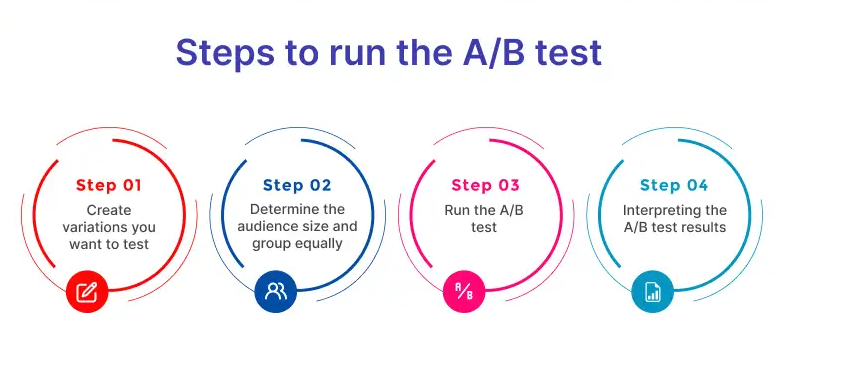 Steps to run the A/B test
Step 01
Create
variations you
want to test
Step 02
Determine the
audience size and
group equally
Step 03
Run the A/B
test
A/B
Step 04
Interpreting the
A/B test results